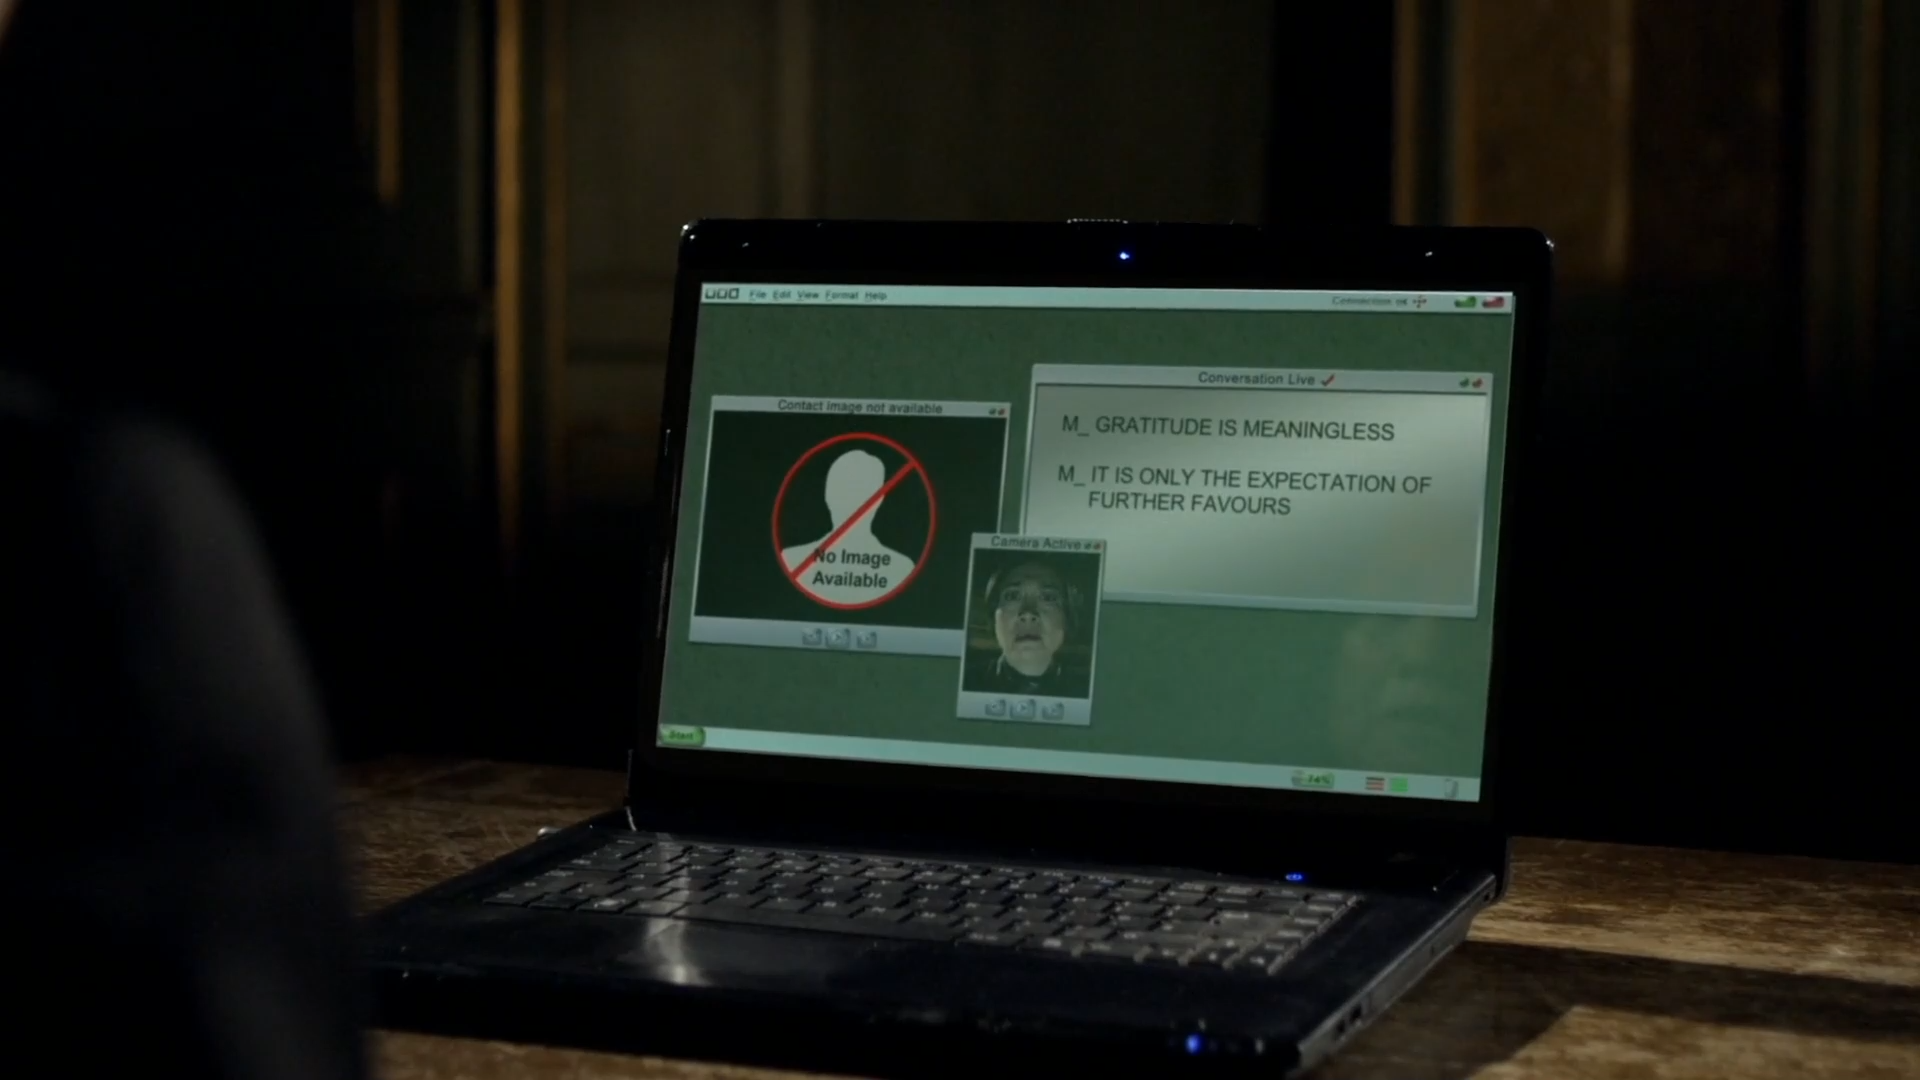 File Edit View Format Help
Conversation Live
Contact image not available
M_ GRATITUDE IS MEANINGLESS
M_ IT IS ONLY THE EXPECTATION OF
FURTHER FAVOURS
No Image
Available
Camera Active
Start
74%